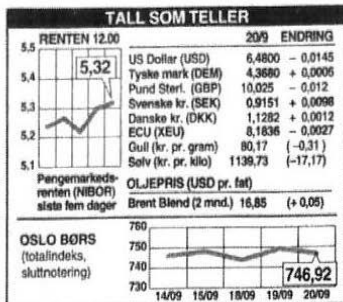 TALL SOM TELLER
RENTEN 12.00
5,5
5,4
5,32
5,3
5,2
5,1
Pengemarkeds-
renten (NIBOR)
siste fem dager
20/9 ENDRING
US Dollar (USD) 6,4800 – 0,0145
Tyske mark (DEM) 4,3680 + 0,0006
Pund Sterl. (GBP) 10,025 – 0,012
Svenske kr. (SEK) 0,9151 + 0,0098
Danske kr. (DKK) 1,1282 + 0,0012
ECU (XEU) 8,1836 – 0,0027
Gull (kr. pr. gram) 80,17 (–0,31)
Sølv (kr. pr. kilo) 1139,73 (–17,17)
OLJEPRIS (USD pr. fat)
Brent Blend (2 mnd.) 16,85 (+ 0,05)
OSLO BØRS
(totalindeks,
sluttnotering)
760
750
740
730
746,92
14/09 15/09 18/09 19/09 20/09